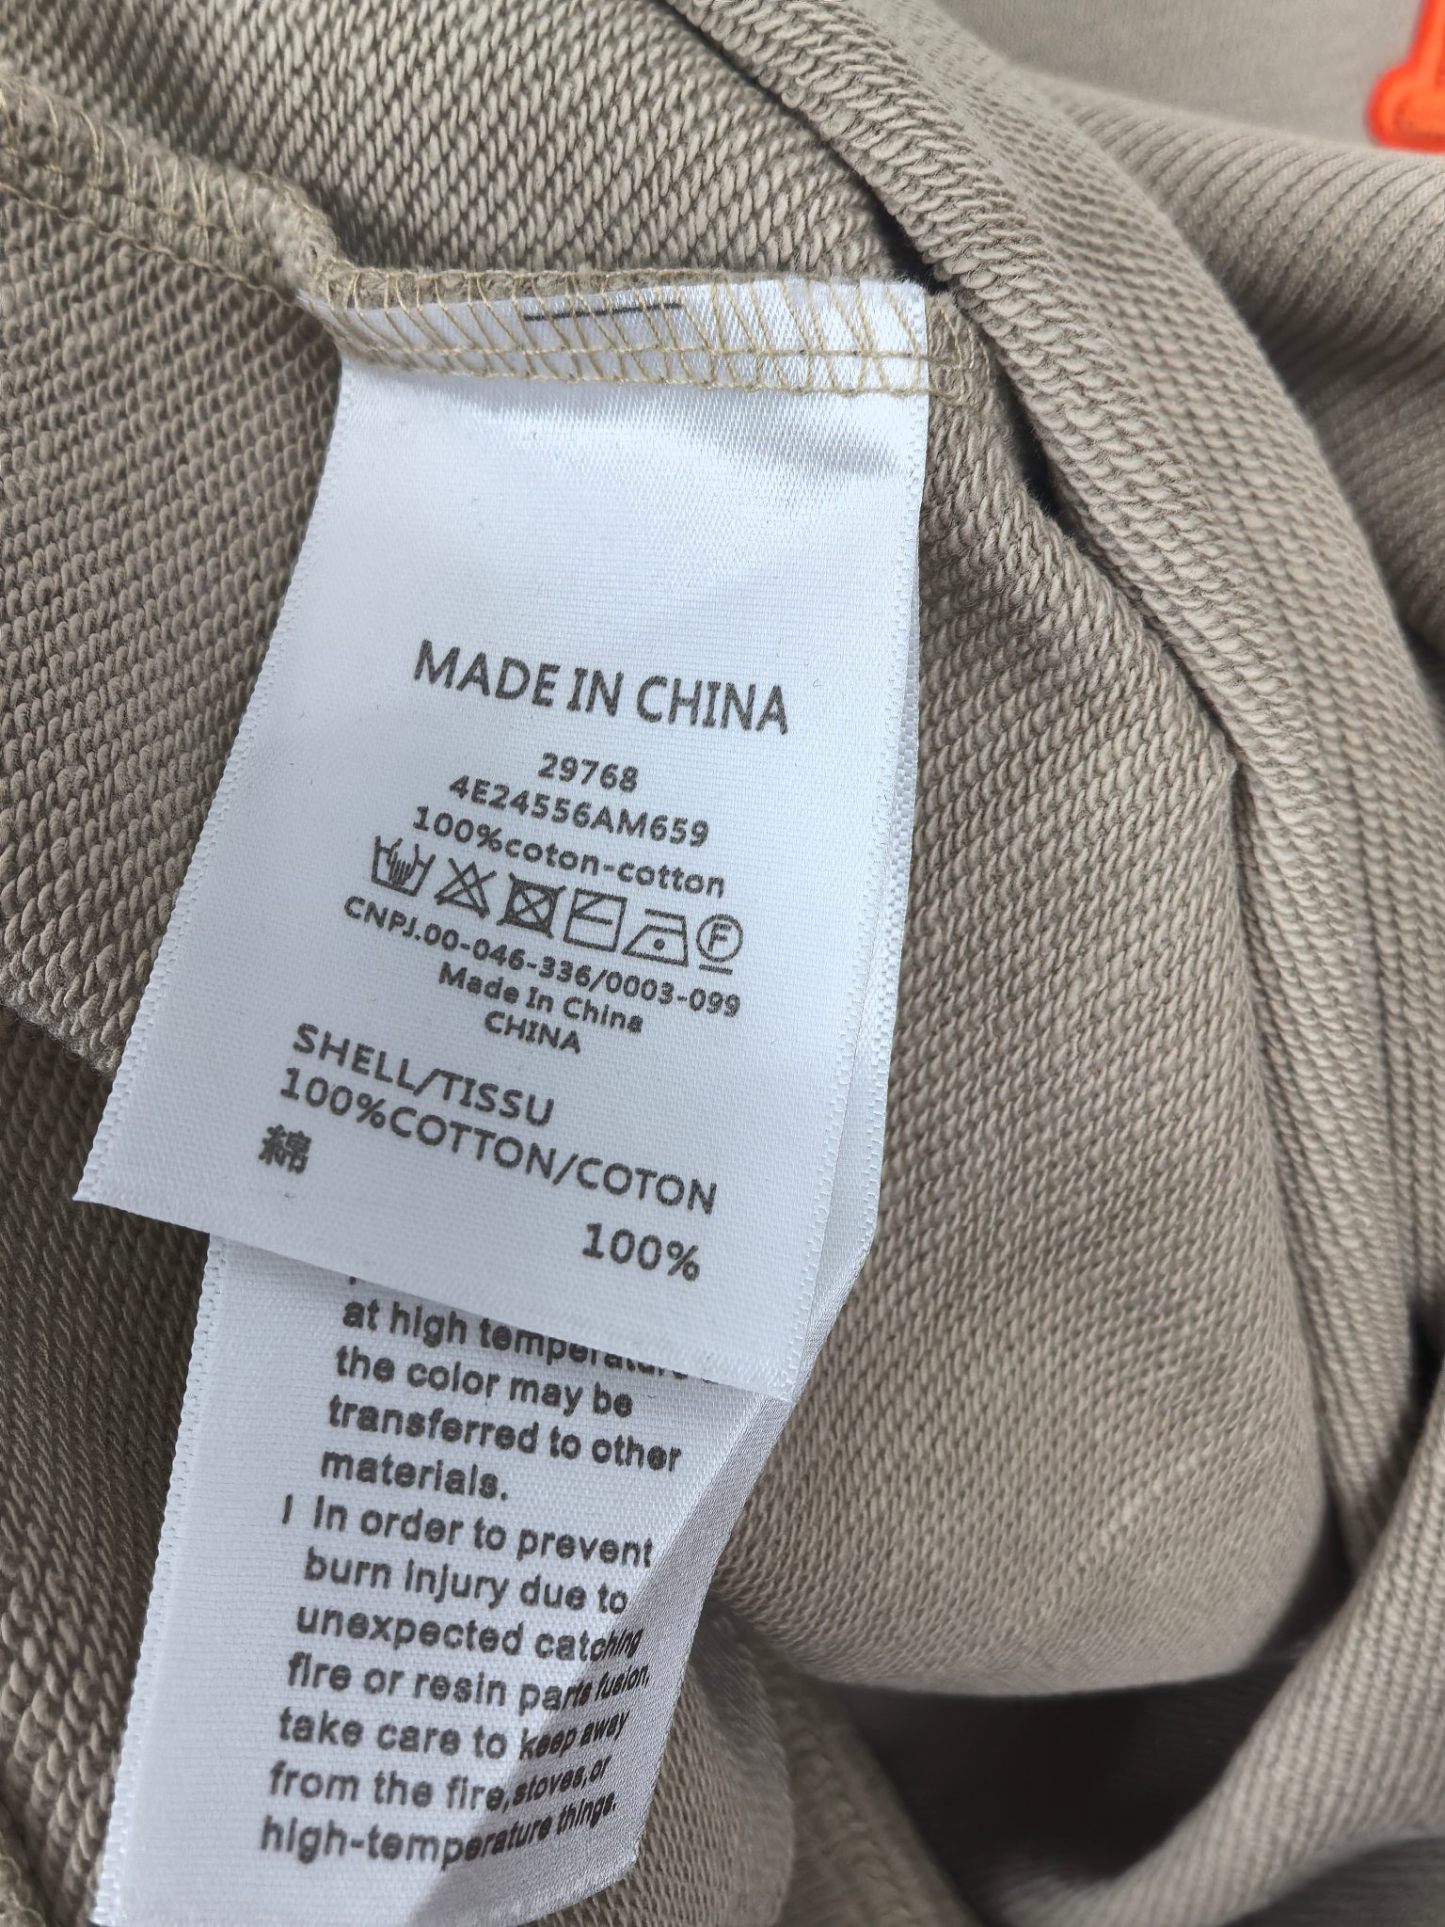 MADE IN CHINA
29768
4E24556AM659
100%coton-cotton
F
CNPJ.00-046-336/0003-099
Made In China
CHINA
SHELL/TISSU
100%COTTON/COTON
綿
100%
at high temperature
the color may be
transferred to other
materials.
I In order to prevent
burn injury due to
unexpected catching
fire or resin parts fusion,
take care to keep away
from the fire,stoves,or
high-temperature things.